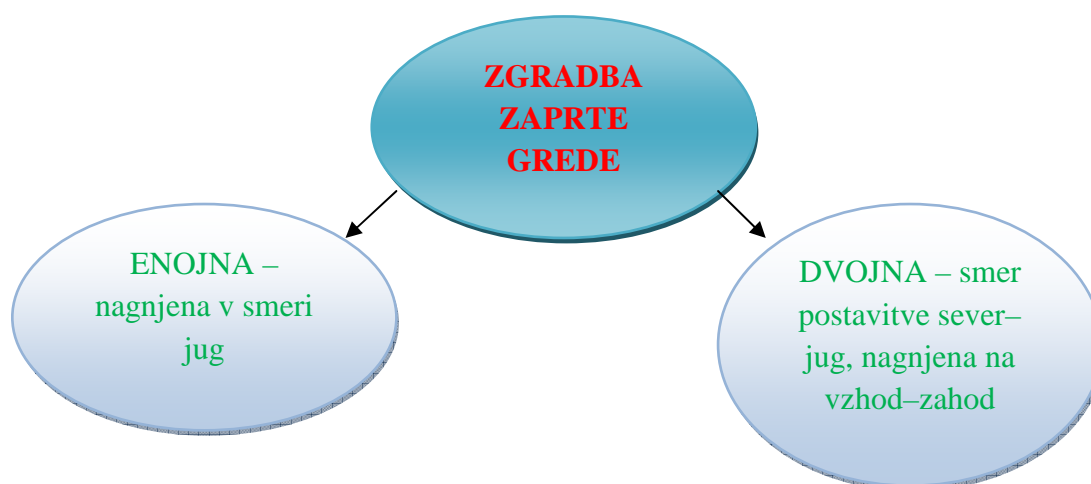 ZGRADBA
ZAPRTE
GREDE
ENOJNA –
nagnjena v smeri
jug
DVOJNA – smer
postavitve sever–
jug, nagnjena na
vzhod–zahod